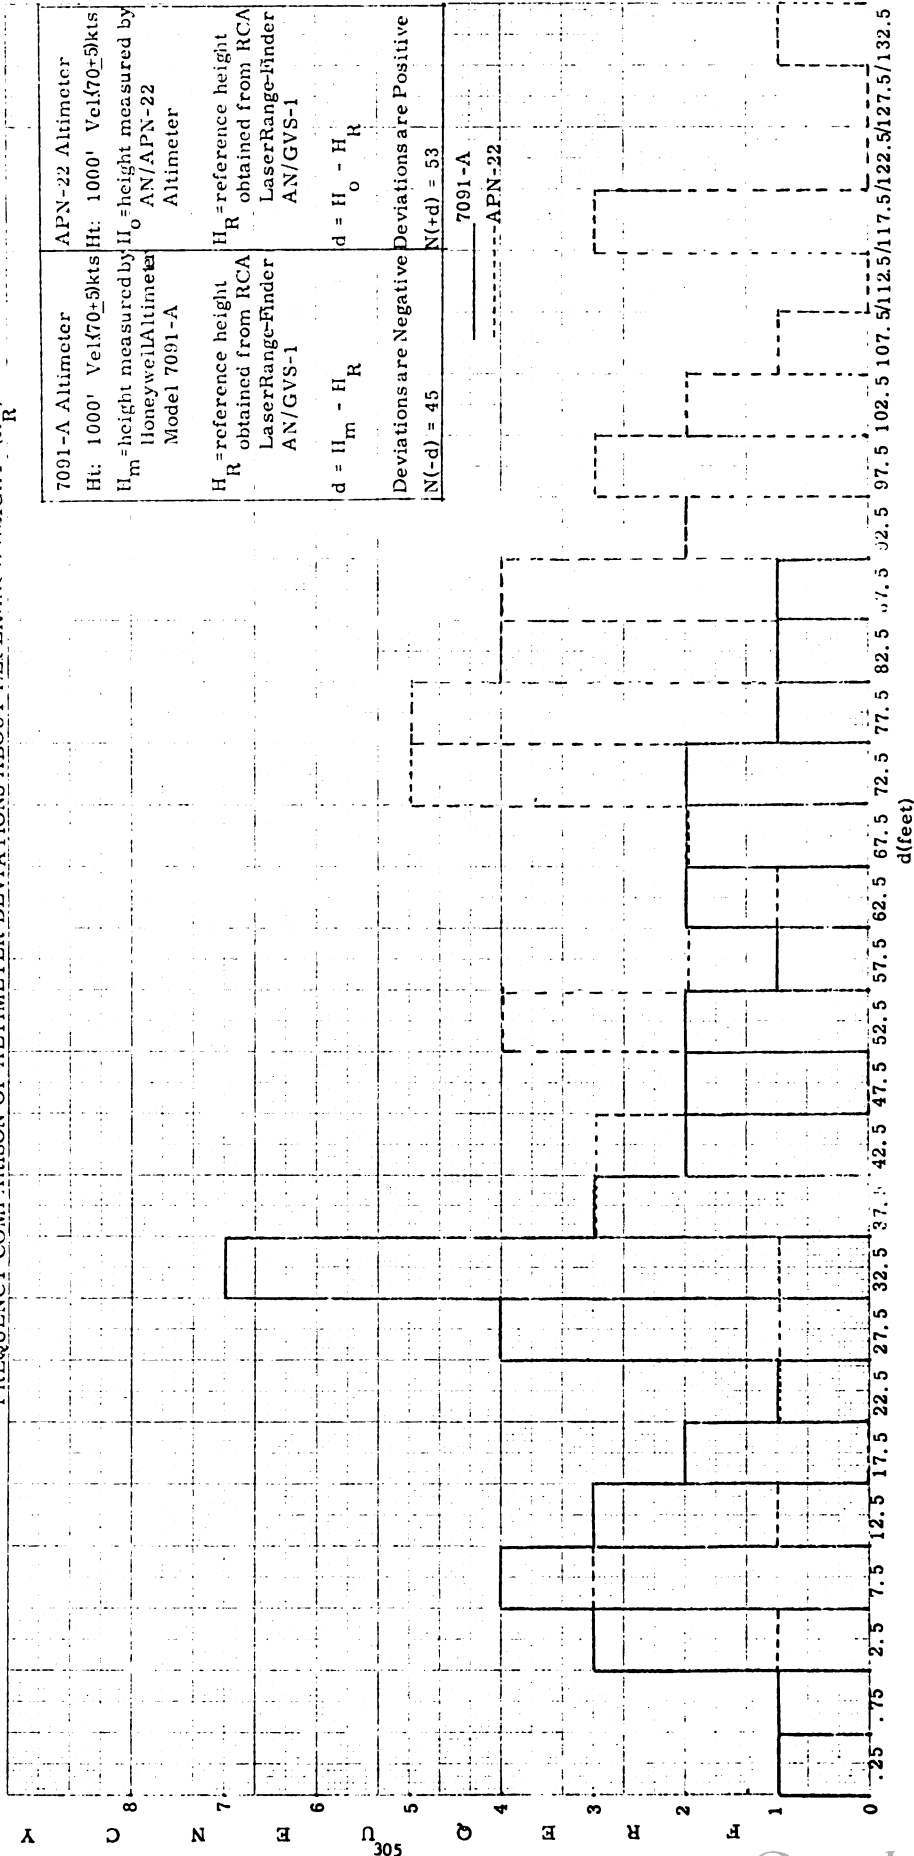 FREQUENCY COMPARISON OF ALTIMETER DEVIATIONS ABOUT
7091-A Altimeter
Ht: 1000' Vel(70±5)kts
H_m=height measured by
HoneywellAltimeter
Model 7091-A
H_R=reference height
obtained from RCA
LaserRange-Finder
AN/GVS-1
d = H_m - H_R
Deviations are Negative
N(-d) = 45
APN-22 Altimeter
Ht: 1000' Vel(70±5)kts
H_o=height measured by
AN/APN-22
Altimeter
H_R=reference height
obtained from RCA
LaserRange-Finder
AN/GVS-1
d = H_o - H_R
Deviations are Positive
N(+d) = 53
7091-A
APN-22
F R E Q U E N C Y
8
7
6
5
4
3
2
1
0
.25 .75 2.5 7.5 12.5 17.5 22.5 27.5 32.5 42.5 47.5 52.5 57.5 62.5 67.5 72.5 77.5 82.5 97.5 102.5 107.5/112.5/117.5/122.5/127.5/132.5
d(feet)
305